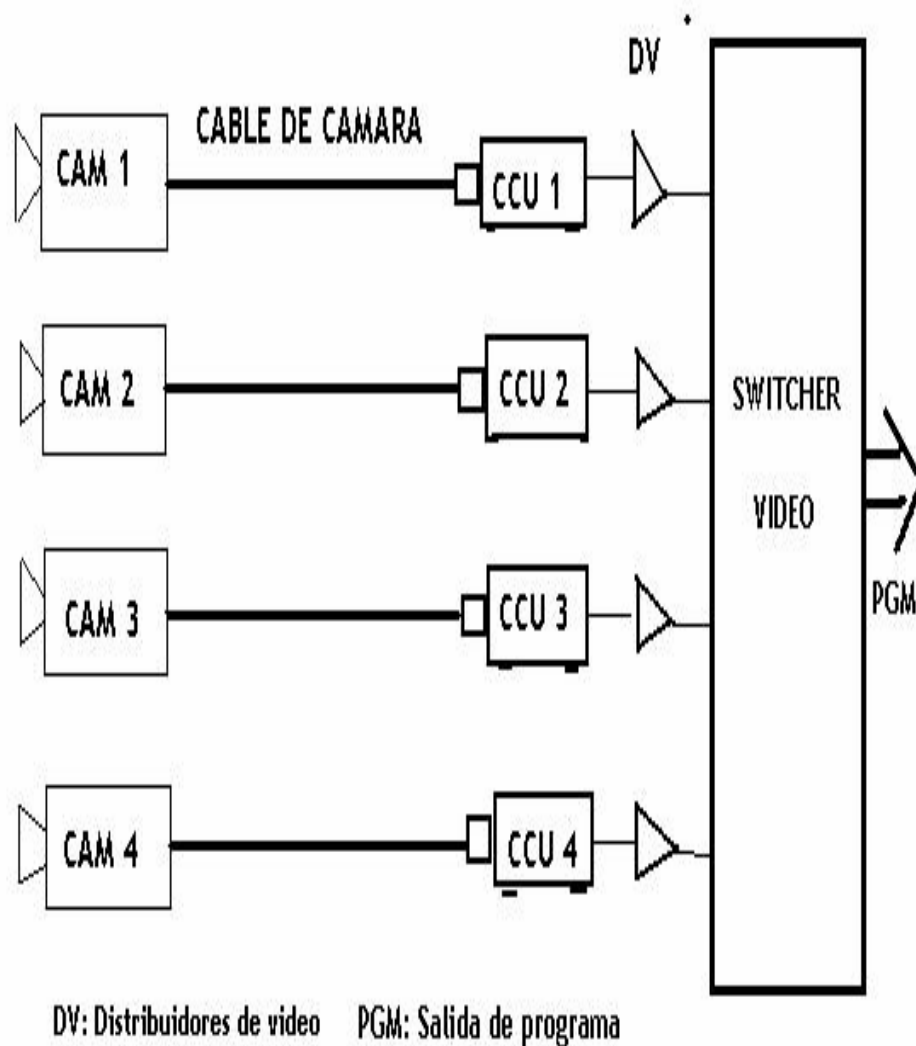 DV
CABLE DE CAMARA
CAM 1
CCU 1
CAM 2
CCU 2
SWITCHER
VIDEO
CAM 3
CCU 3
PGM
CAM 4
CCU 4
DV: Distribuidores de video PGM: Salida de programa